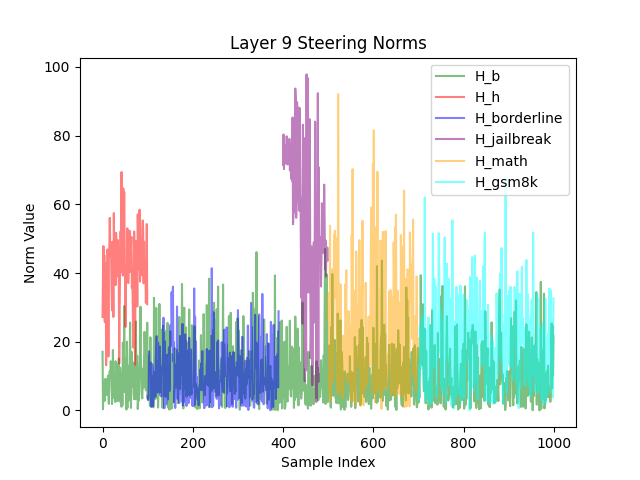 Layer 9 Steering Norms
100
80
60
40
20
0
Norm Value
H_b
H_h
H_borderline
H_jailbreak
H_math
H_gsm8k
0 200 400 600 800 1000
Sample Index